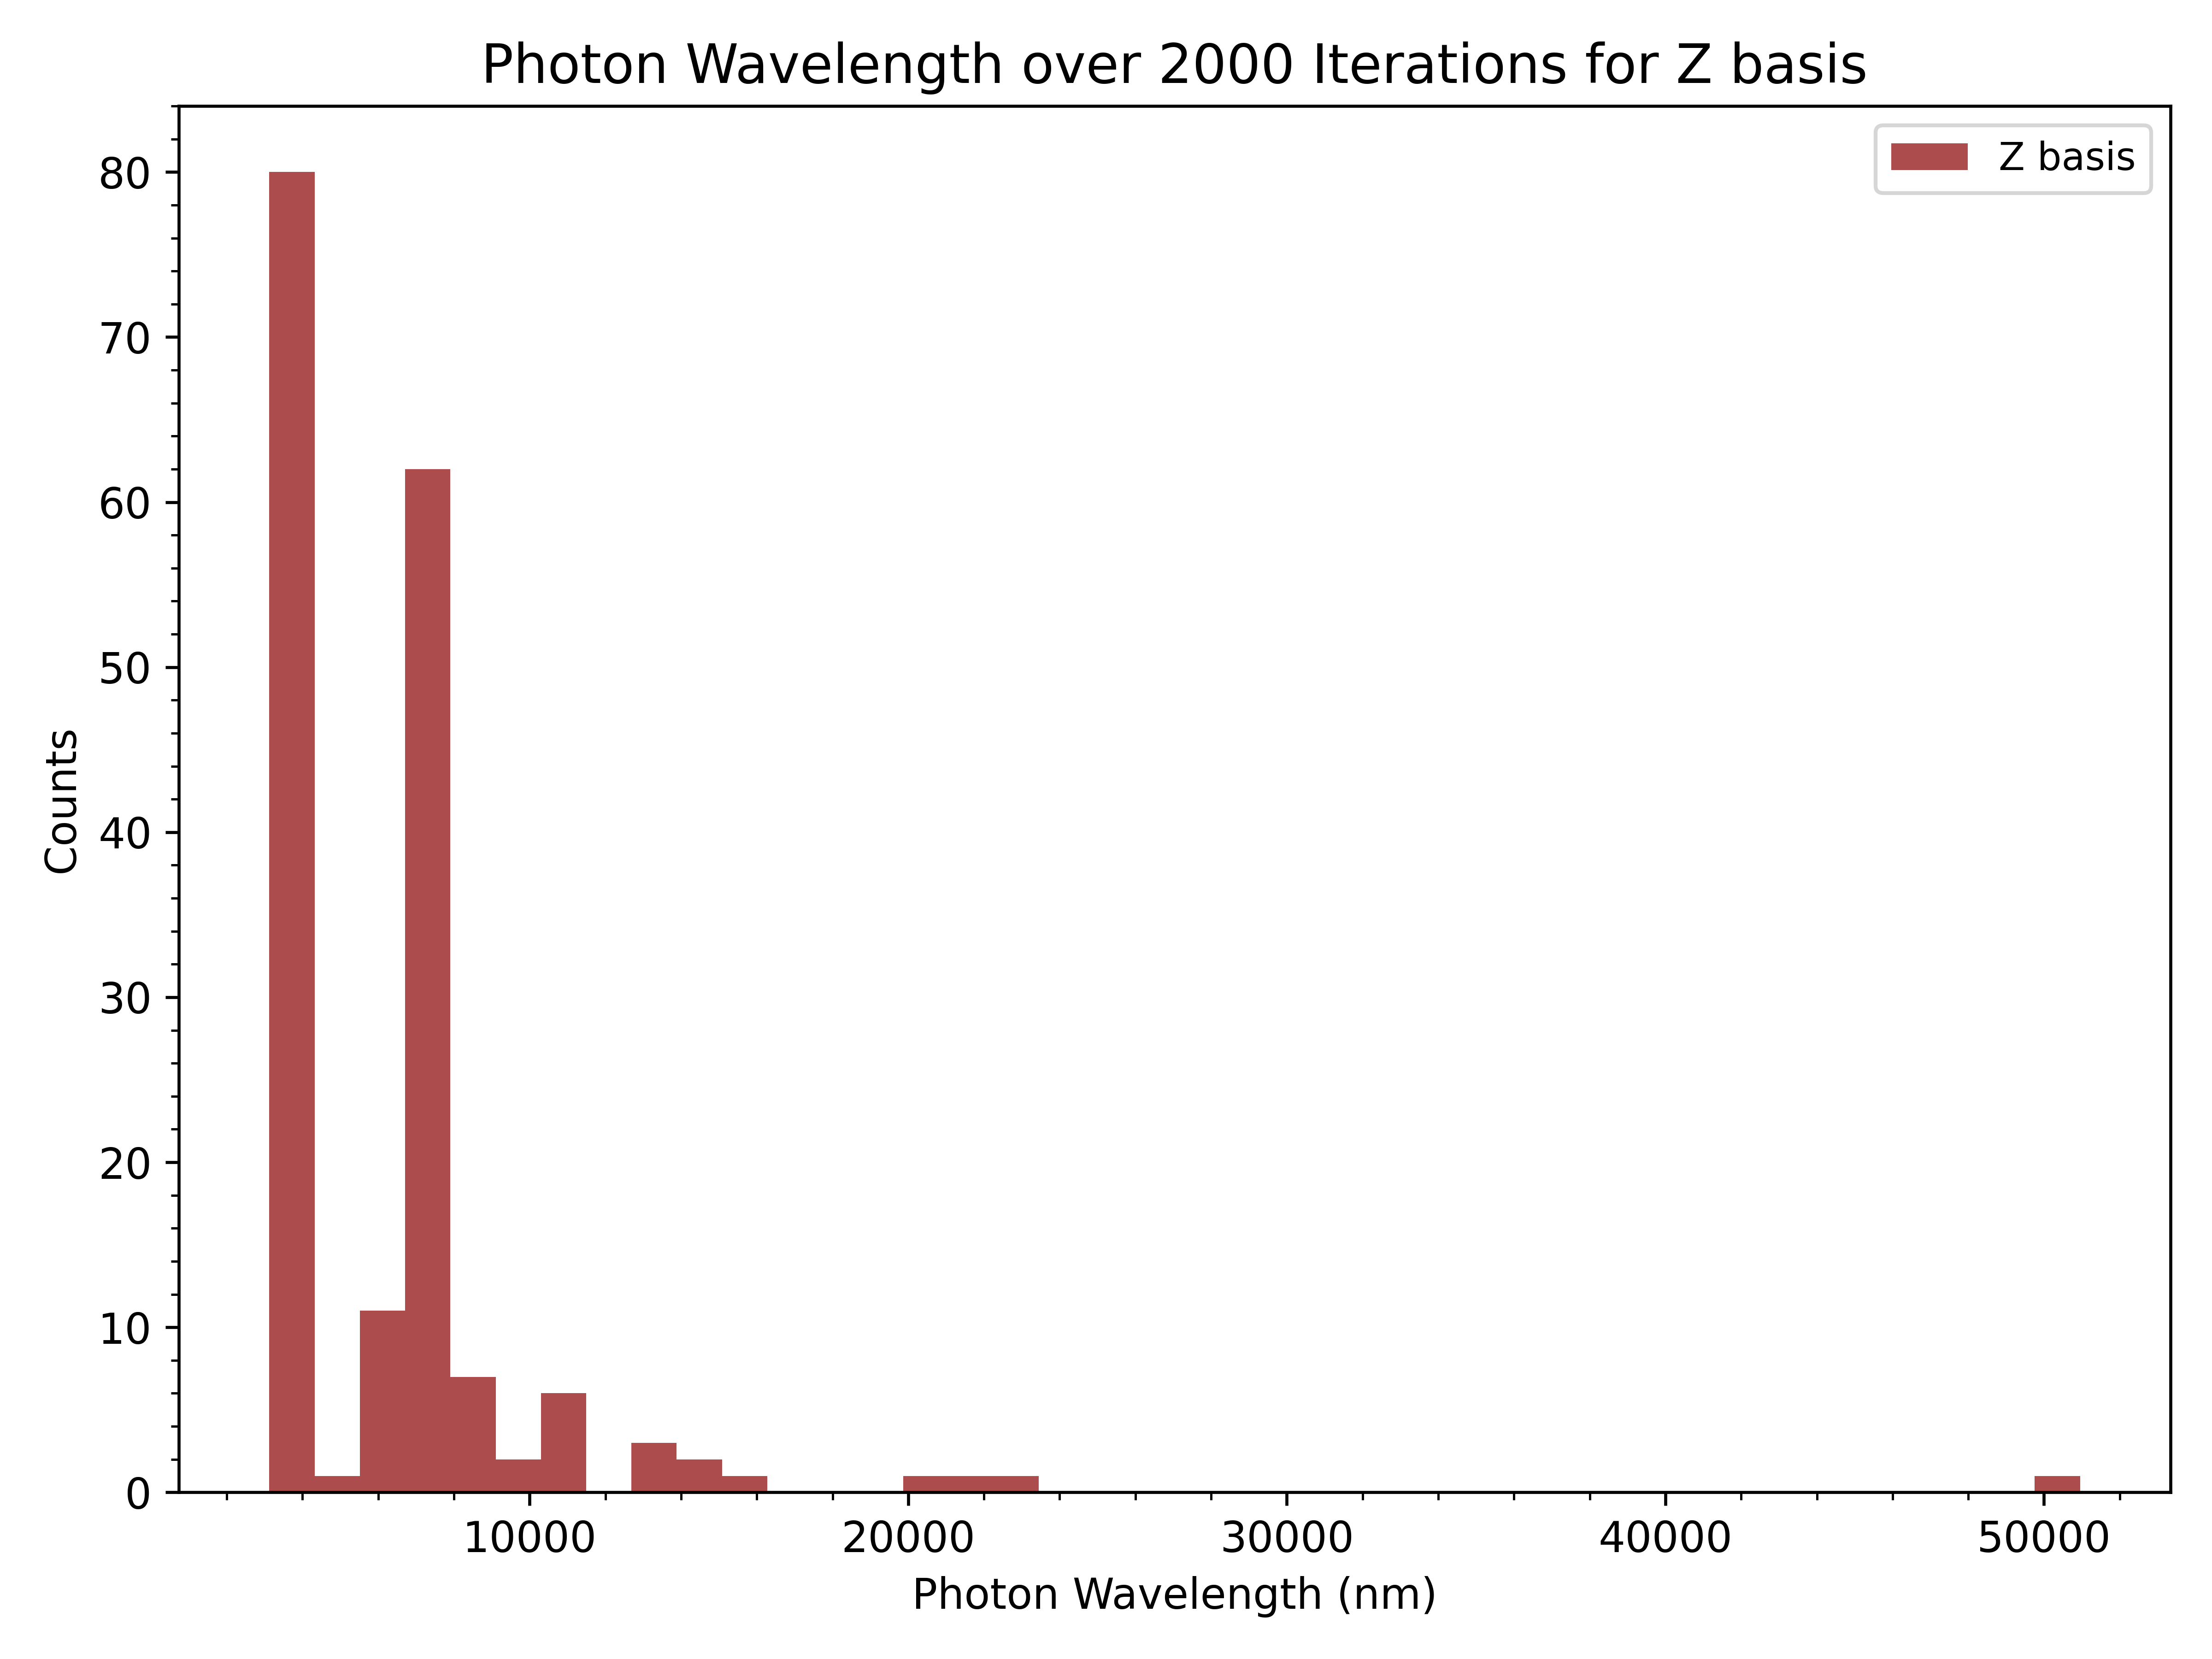 Photon Wavelength over 2000 Iterations for Z basis
Z basis
80
70
60
50
40
30
20
10
0
Counts
10000 20000 30000 40000 50000
Photon Wavelength (nm)